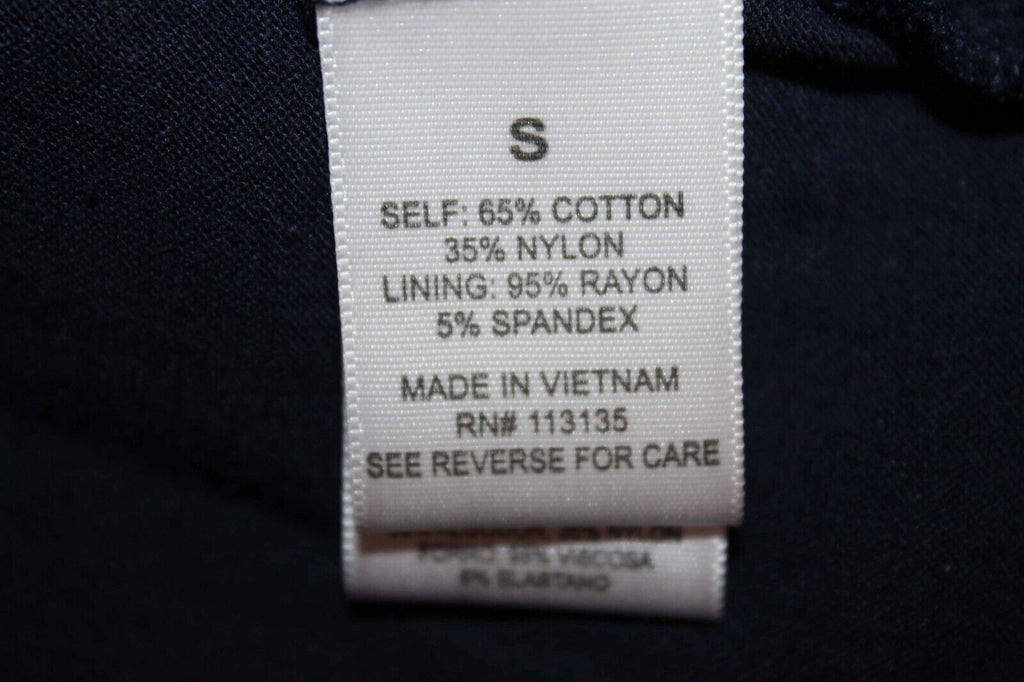 S
SELF: 65% COTTON
35% NYLON
LINING: 95% RAYON
5% SPANDEX
MADE IN VIETNAM
RN# 113135
SEE REVERSE FOR CARE
NYLON
FORRO: 95% VISCOSA
5% ELASTANO